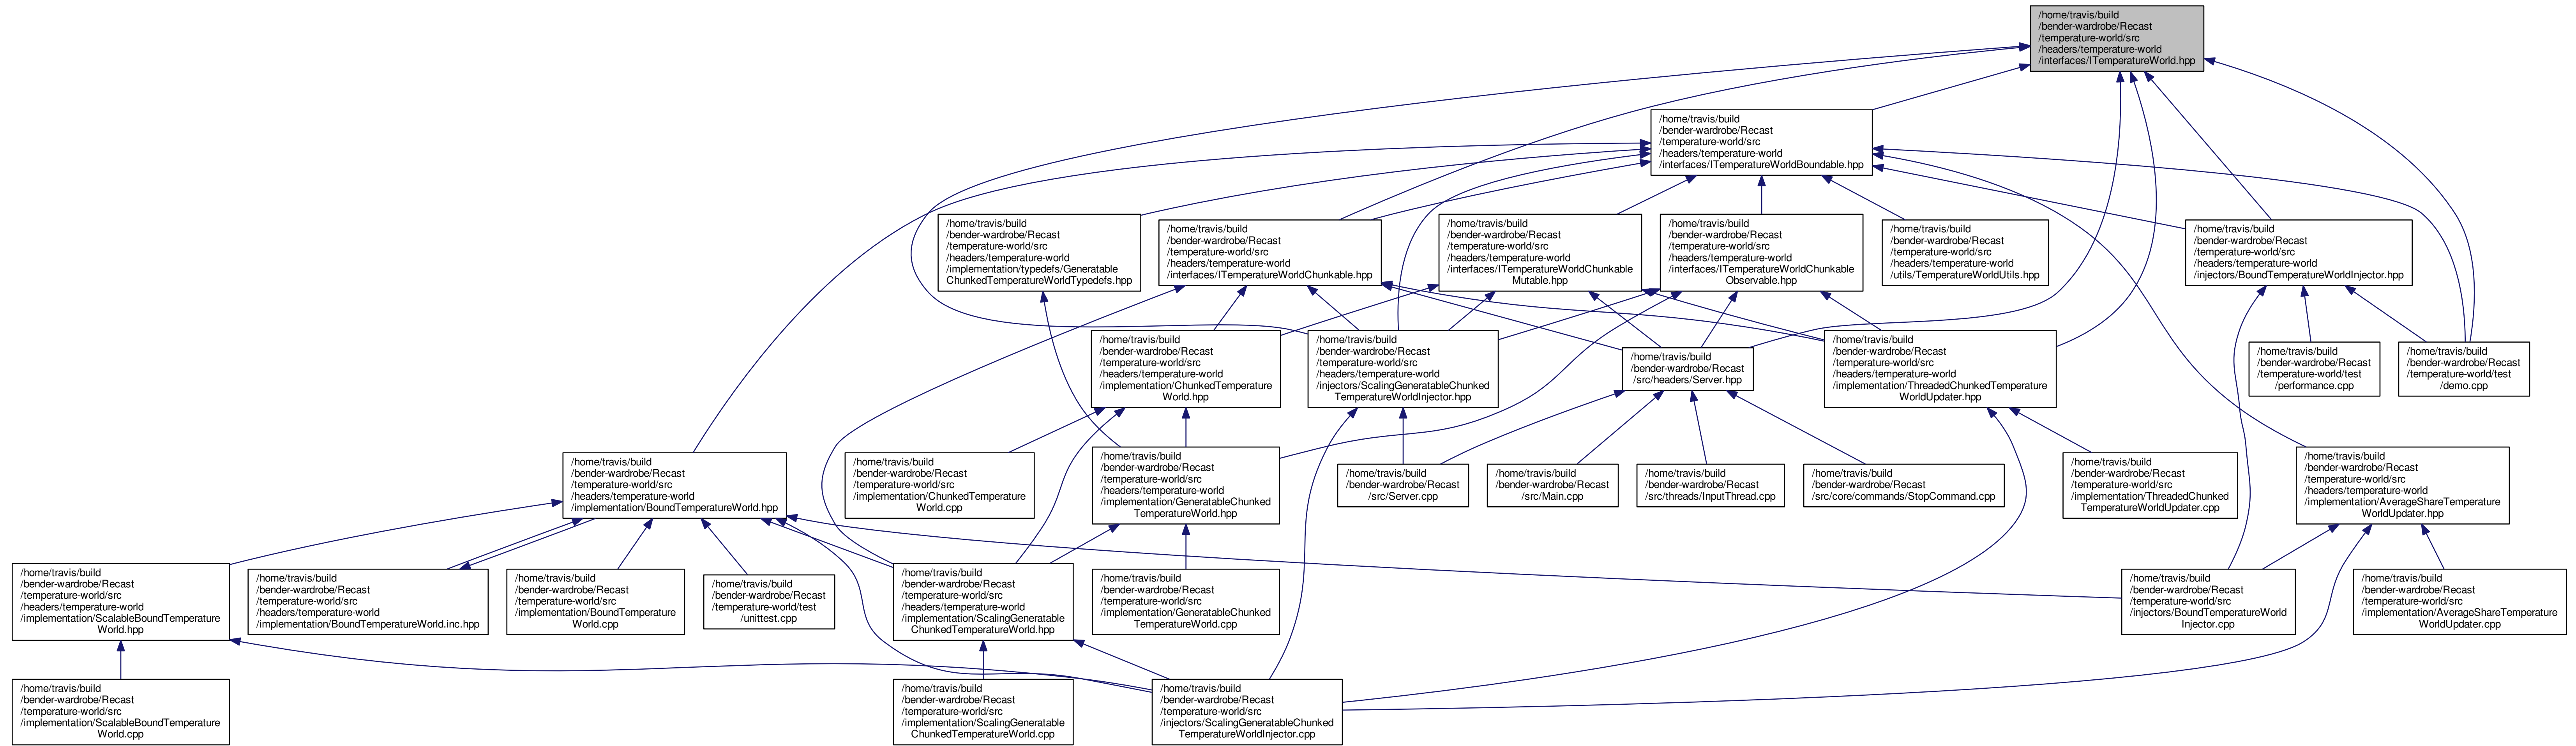 /home/travis/build
/bender-wardrobe/Recast
/temperature-world/src
/headers/temperature-world
/interfaces/ITemperatureWorld.hpp
/home/travis/build
/bender-wardrobe/Recast
/temperature-world/src
/headers/temperature-world
/interfaces/ITemperatureWorldBoundable.hpp
/home/travis/build
/bender-wardrobe/Recast
/temperature-world/src
/headers/temperature-world
/implementation/typedefs/Generatable
ChunkedTemperatureWorldTypedefs.hpp
/home/travis/build
/bender-wardrobe/Recast
/temperature-world/src
/headers/temperature-world
/interfaces/ITemperatureWorldChunkable.hpp
/home/travis/build
/bender-wardrobe/Recast
/temperature-world/src
/headers/temperature-world
/interfaces/ITemperatureWorldChunkable
Mutable.hpp
/home/travis/build
/bender-wardrobe/Recast
/temperature-world/src
/headers/temperature-world
/interfaces/ITemperatureWorldChunkable
Observable.hpp
/home/travis/build
/bender-wardrobe/Recast
/temperature-world/src
/headers/temperature-world
/utils/TemperatureWorldUtils.hpp
/home/travis/build
/bender-wardrobe/Recast
/temperature-world/src
/headers/temperature-world
/injectors/BoundTemperatureWorldInjector.hpp
/home/travis/build
/bender-wardrobe/Recast
/temperature-world/src
/headers/temperature-world
/implementation/ChunkedTemperature
World.hpp
/home/travis/build
/bender-wardrobe/Recast
/temperature-world/src
/headers/temperature-world
/injectors/ScalingGeneratableChunked
TemperatureWorldInjector.hpp
/home/travis/build
/bender-wardrobe/Recast
/src/headers/Server.hpp
/home/travis/build
/bender-wardrobe/Recast
/temperature-world/src
/headers/temperature-world
/implementation/ThreadedChunkedTemperature
WorldUpdater.hpp
/home/travis/build
/bender-wardrobe/Recast
/temperature-world/test
/performance.cpp
/home/travis/build
/bender-wardrobe/Recast
/temperature-world/test
/demo.cpp
/home/travis/build
/bender-wardrobe/Recast
/temperature-world/src
/headers/temperature-world
/implementation/BoundTemperatureWorld.hpp
/home/travis/build
/bender-wardrobe/Recast
/temperature-world/src
/implementation/ChunkedTemperature
World.cpp
/home/travis/build
/bender-wardrobe/Recast
/temperature-world/src
/headers/temperature-world
/implementation/GeneratableChunked
TemperatureWorld.hpp
/home/travis/build
/bender-wardrobe/Recast
/src/Server.cpp
/home/travis/build
/bender-wardrobe/Recast
/src/Main.cpp
/home/travis/build
/bender-wardrobe/Recast
/src/threads/InputThread.cpp
/home/travis/build
/bender-wardrobe/Recast
/src/core/commands/StopCommand.cpp
/home/travis/build
/bender-wardrobe/Recast
/temperature-world/src
/implementation/ThreadedChunked
TemperatureWorldUpdater.cpp
/home/travis/build
/bender-wardrobe/Recast
/temperature-world/src
/headers/temperature-world
/implementation/AverageShareTemperature
WorldUpdater.hpp
/home/travis/build
/bender-wardrobe/Recast
/temperature-world/src
/headers/temperature-world
/implementation/ScalableBoundTemperature
World.hpp
/home/travis/build
/bender-wardrobe/Recast
/temperature-world/src
/headers/temperature-world
/implementation/BoundTemperatureWorld.inc.hpp
/home/travis/build
/bender-wardrobe/Recast
/temperature-world/src
/implementation/BoundTemperature
World.cpp
/home/travis/build
/bender-wardrobe/Recast
/temperature-world/test
/unittest.cpp
/home/travis/build
/bender-wardrobe/Recast
/temperature-world/src
/headers/temperature-world
/implementation/ScalingGeneratable
ChunkedTemperatureWorld.hpp
/home/travis/build
/bender-wardrobe/Recast
/temperature-world/src
/implementation/GeneratableChunked
TemperatureWorld.cpp
/home/travis/build
/bender-wardrobe/Recast
/temperature-world/src
/injectors/BoundTemperatureWorld
Injector.cpp
/home/travis/build
/bender-wardrobe/Recast
/temperature-world/src
/implementation/AverageShareTemperature
WorldUpdater.cpp
/home/travis/build
/bender-wardrobe/Recast
/temperature-world/src
/implementation/ScalableBoundTemperature
World.cpp
/home/travis/build
/bender-wardrobe/Recast
/temperature-world/src
/implementation/ScalingGeneratable
ChunkedTemperatureWorld.cpp
/home/travis/build
/bender-wardrobe/Recast
/temperature-world/src
/injectors/ScalingGeneratableChunked
TemperatureWorldInjector.cpp